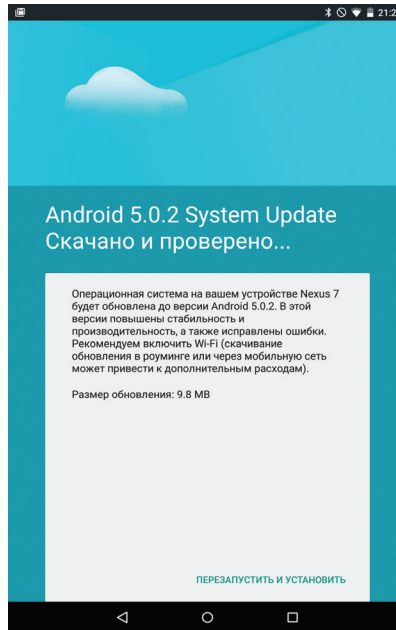 21:2
Android 5.0.2 System Update
Скачано и проверено...
Операционная система на вашем устройстве Nexus 7
будет обновлена до версии Android 5.0.2. В этой
версии повышены стабильность и
производительность, а также исправлены ошибки.
Рекомендуем включить Wi-Fi (скачивание
обновления в роуминге или через мобильную сеть
может привести к дополнительным расходам).
Размер обновления: 9.8 MB
ПЕРЕЗАПУСТИТЬ И УСТАНОВИТЬ